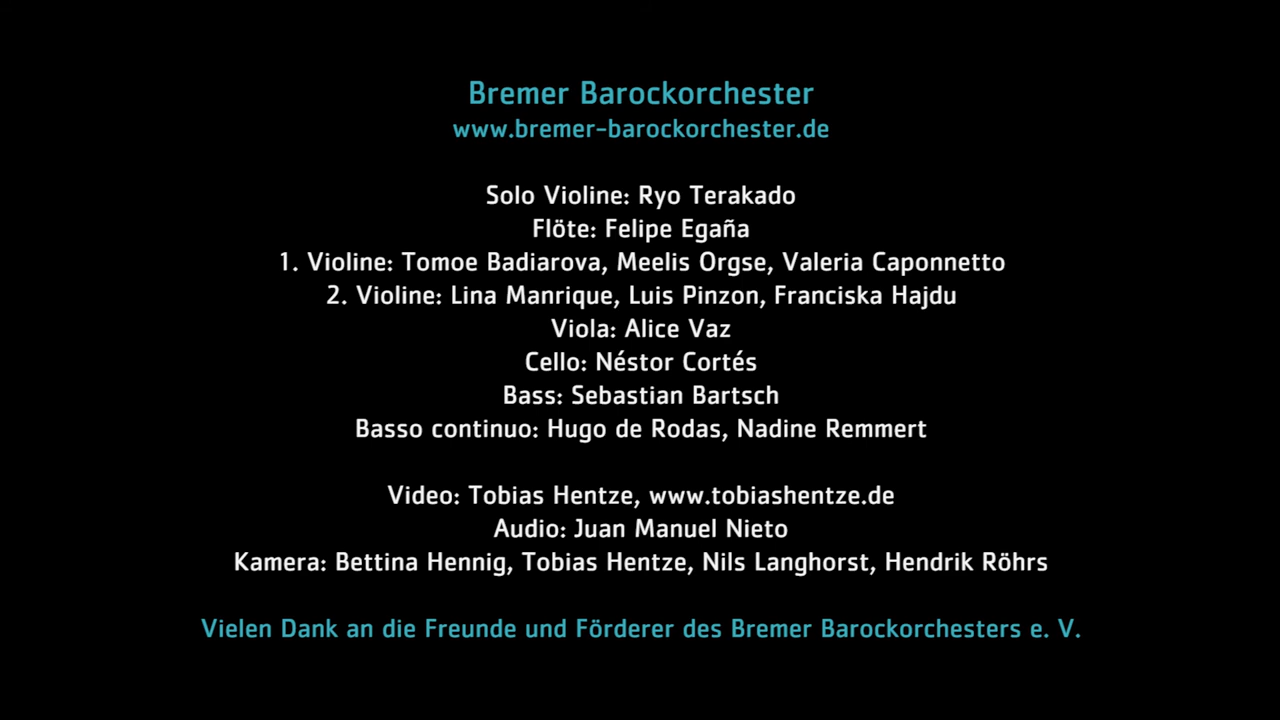 Bremer Barockorchester
www.bremer-barockorchester.de
Solo Violine: Ryo Terakado
Flöte: Felipe Egaña
1. Violine: Tomoe Badiarova, Meelis Orgse, Valeria Caponnetto
2. Violine: Lina Manrique, Luis Pinzon, Franciska Hajdu
Viola: Alice Vaz
Cello: Néstor Cortés
Bass: Sebastian Bartsch
Basso continuo: Hugo de Rodas, Nadine Remmert
Video: Tobias Hentze, www.tobiashentze.de
Audio: Juan Manuel Nieto
Kamera: Bettina Hennig, Tobias Hentze, Nils Langhorst, Hendrik Röhrs
Vielen Dank an die Freunde und Förderer des Bremer Barockorchesters e. V.